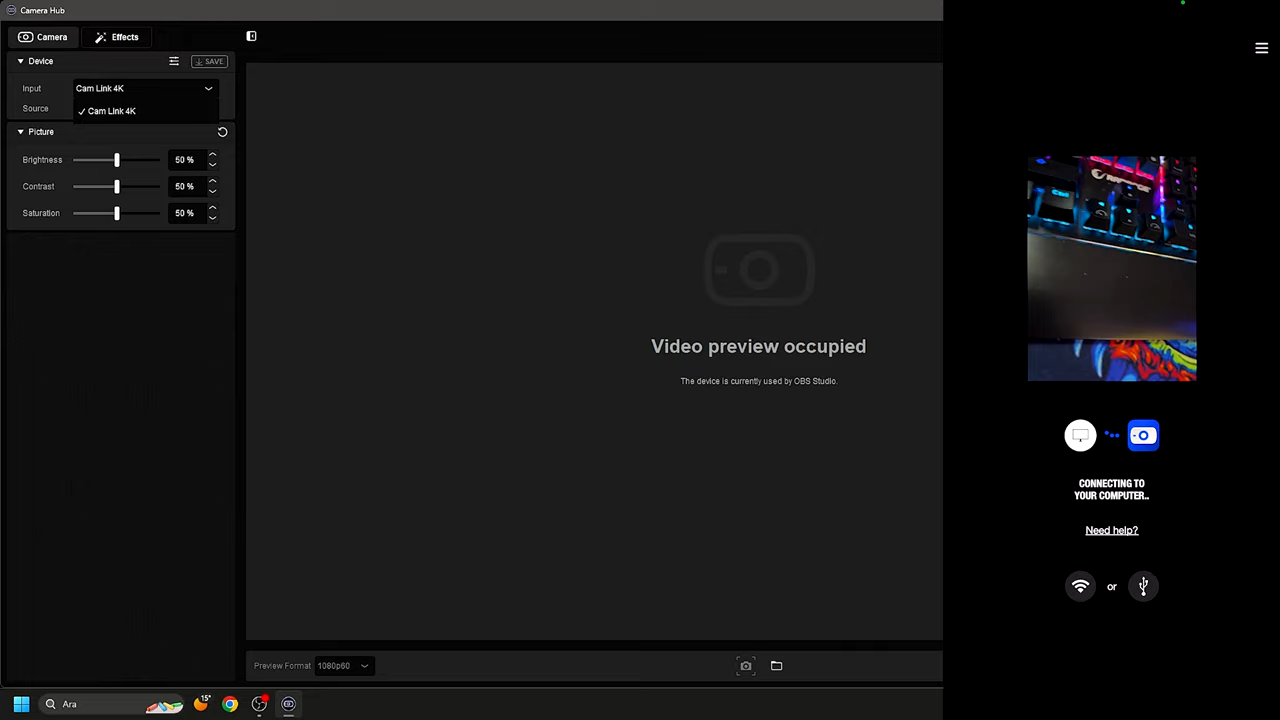 Camera Hub
Camera
Effects
Device
SAVE
Input
Cam Link 4K
Source
Cam Link 4K
Picture
Brightness
50 %
Contrast
50 %
Saturation
50 %
Video preview occupied
The device is currently used by OBS Studio.
CONNECTING TO
YOUR COMPUTER..
Need help?
or
Preview Format
1080p60
Ara
15°